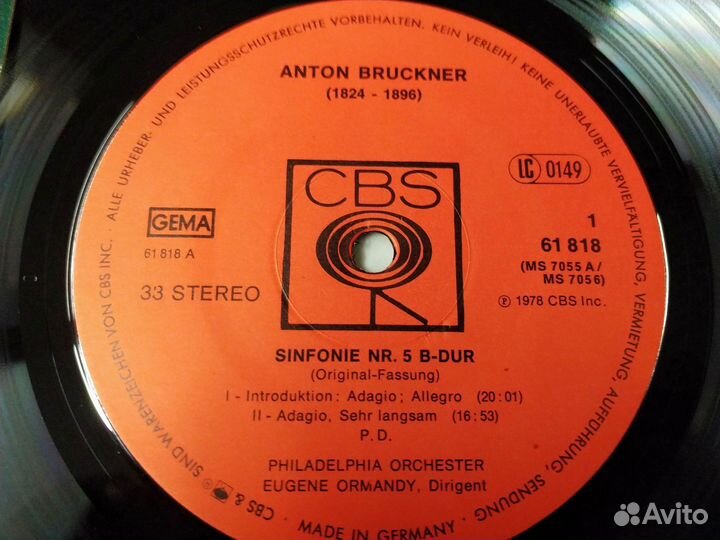 ALLE URHEBER- UND LEISTUNGSSCHUTZRECHTE VORBEHALTEN. KEIN VERLEIH! KEINE UNERLAUBTE VERVIELFÄLTIGUNG, VERMIETUNG, AUFFÜHRUNG, SENDUNG
ANTON BRUCKNER
(1824 - 1896)
CBS
LC 0149
GEMA
61 818 A
33 STEREO
1
61 818
(MS 7055 A/
MS 7056)
℗ 1978 CBS Inc.
SINFONIE NR. 5 B-DUR
(Original-Fassung)
I - Introduktion: Adagio; Allegro (20:01)
II - Adagio, Sehr langsam (16:53)
P. D.
PHILADELPHIA ORCHESTER
EUGENE ORMANDY, Dirigent
CBS & SIND WARENZEICHEN VON CBS INC. ·
· MADE IN GERMANY ·
Avito